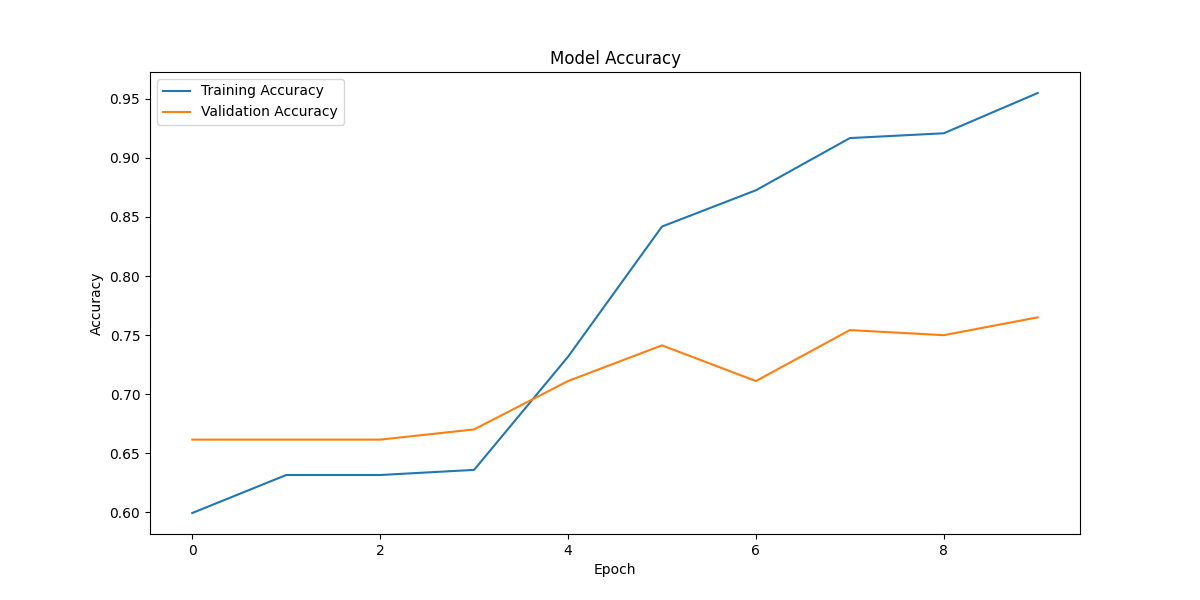 Model Accuracy
Training Accuracy
Validation Accuracy
0.95
0.90
0.85
0.80
0.75
0.70
0.65
0.60
Accuracy
0 2 4 6 8
Epoch